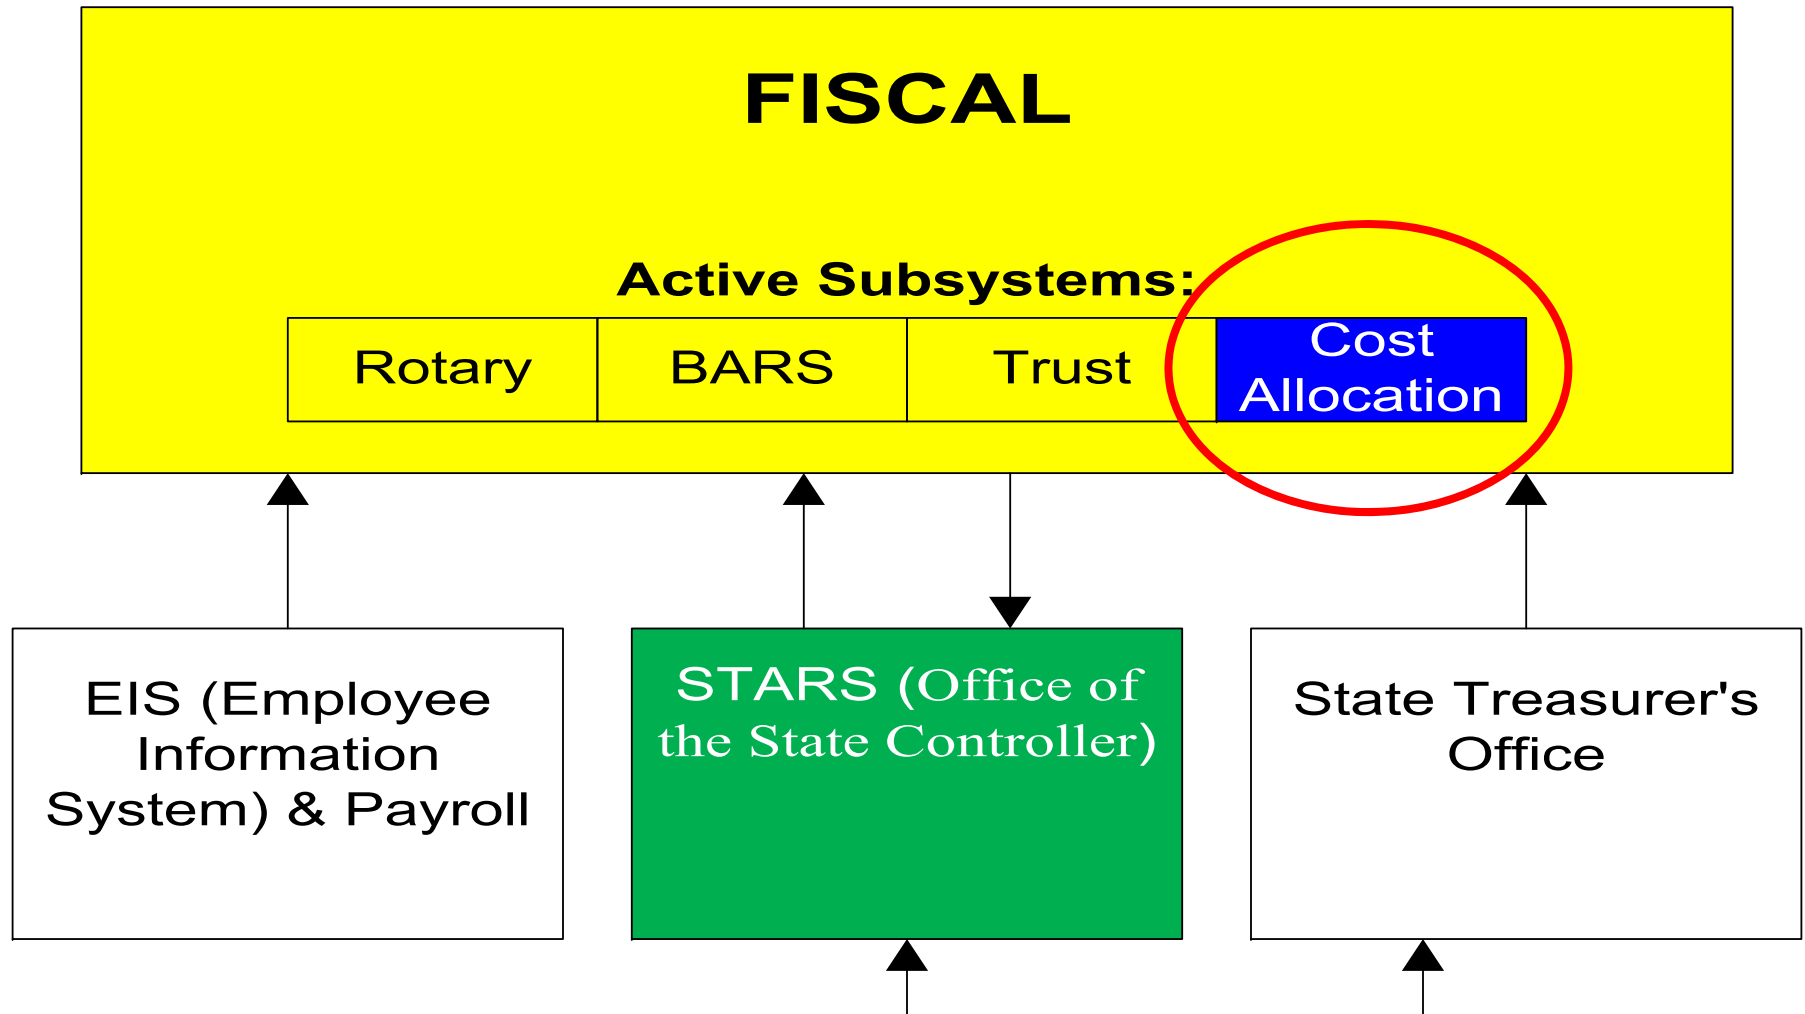 FISCAL
Active Subsystems:
Rotary
BARS
Trust
Cost
Allocation
EIS (Employee
Information
System) & Payroll
STARS (Office of
the State Controller)
State Treasurer's
Office